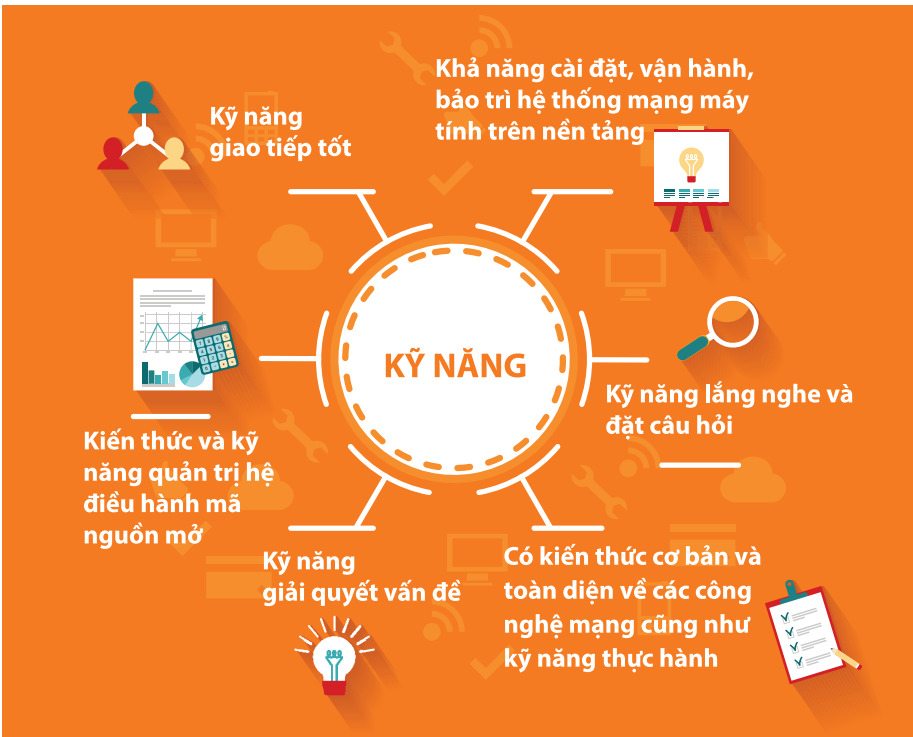 Kỹ năng
giao tiếp tốt
Khả năng cài đặt, vận hành,
bảo trì hệ thống mạng máy
tính trên nền tảng
KỸ NĂNG
Kỹ năng lắng nghe và
đặt câu hỏi
Kiến thức và kỹ
năng quản trị hệ
điều hành mã
nguồn mở
Kỹ năng
giải quyết vấn đề
Có kiến thức cơ bản và
toàn diện về các công
nghệ mạng cũng như
kỹ năng thực hành